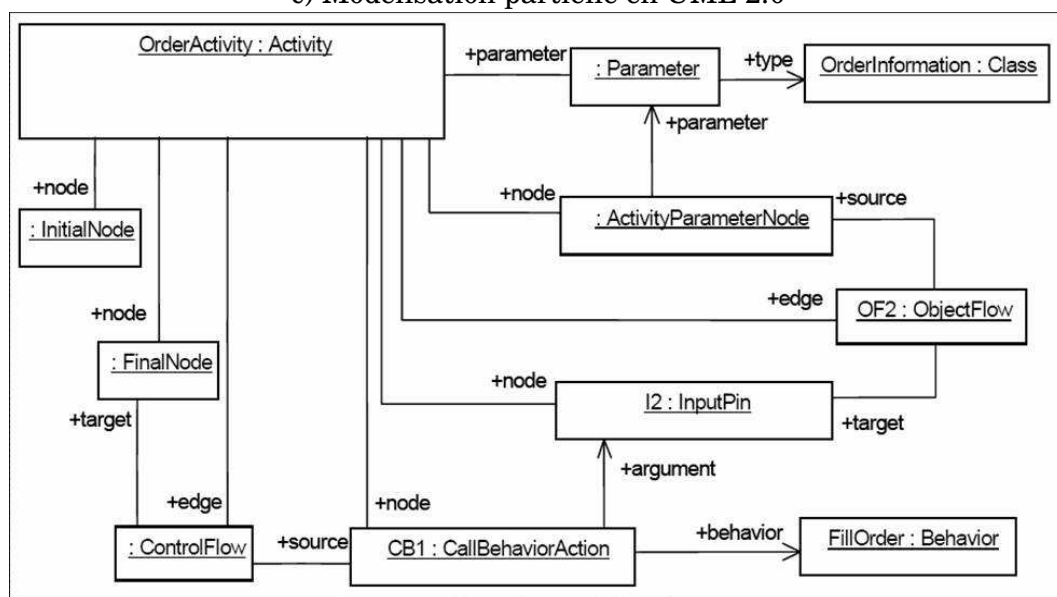 c) Modélisation partielle en UML 2.0
OrderActivity : Activity
+parameter
: Parameter
+type
OrderInformation : Class
+parameter
+node
: InitialNode
+node
: ActivityParameterNode
+source
+edge
OF2 : ObjectFlow
+node
: FinalNode
+target
+node
I2 : InputPin
+target
+argument
+edge
+node
: ControlFlow
+source
CB1 : CallBehaviorAction
+behavior
FillOrder : Behavior